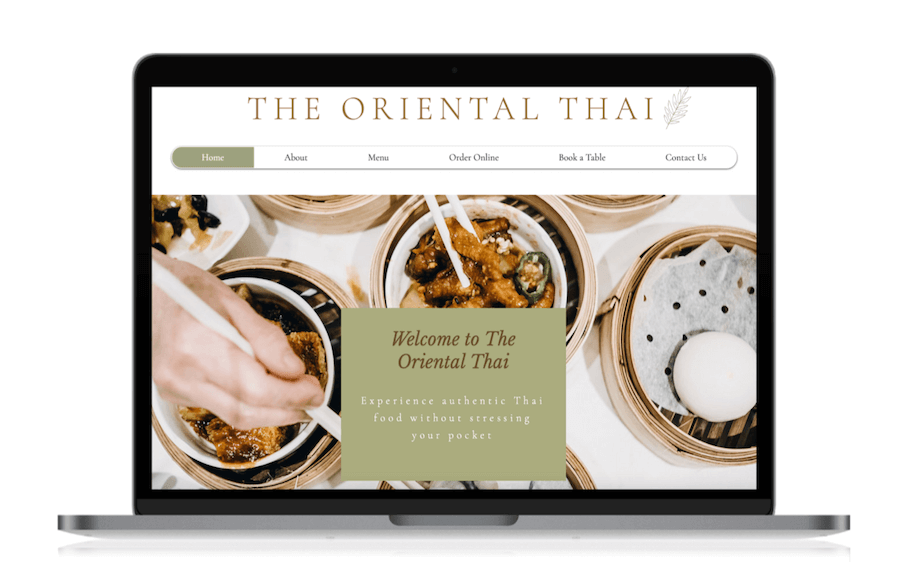 THE ORIENTAL THAI
Home About Menu Order Online Book a Table Contact Us
Welcome to The
Oriental Thai
Experience authentic Thai
food without stressing
your pocket